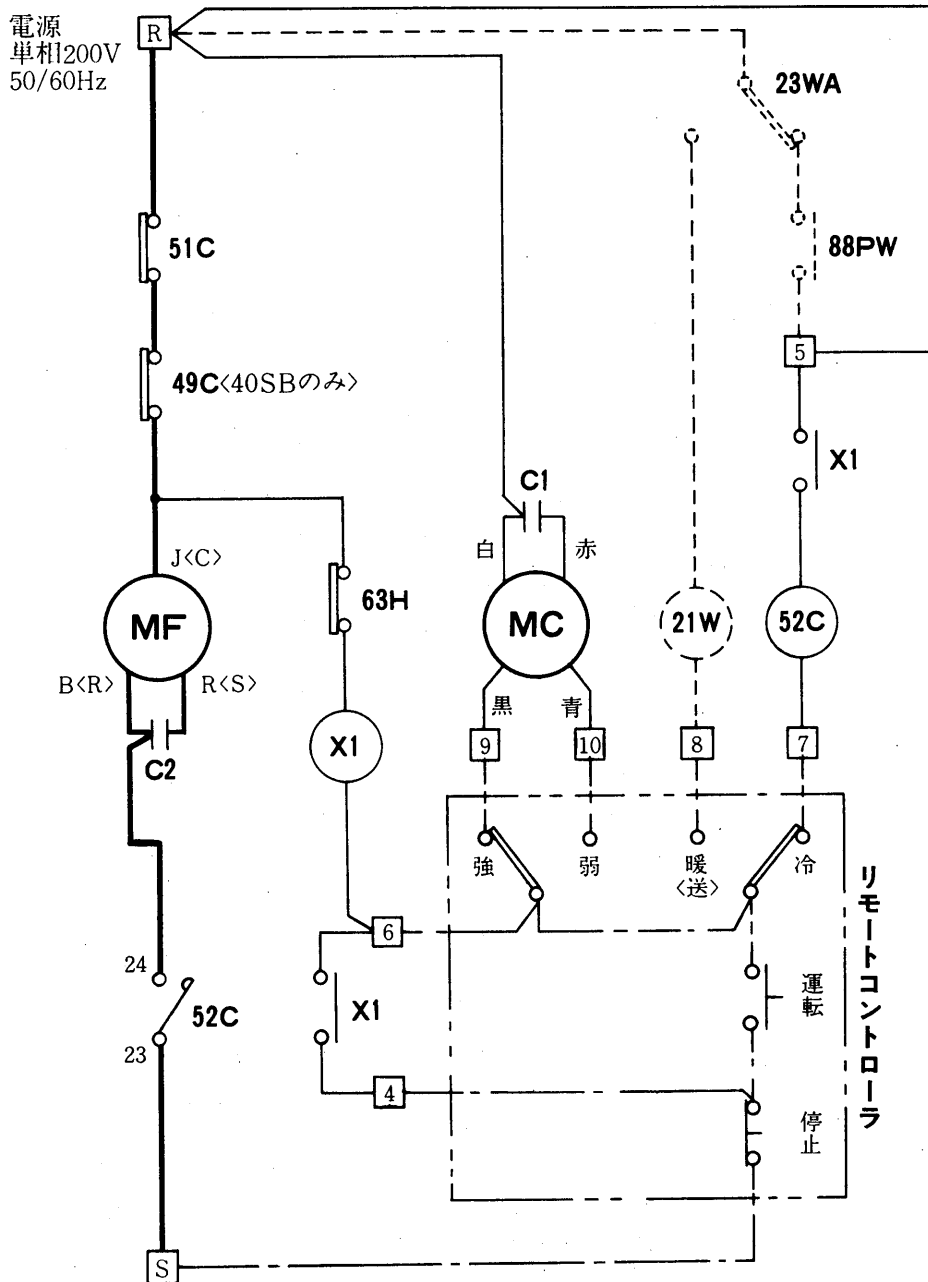 電源
単相200V
50/60Hz
R
23WA
51C
88PW
5
49C<40SBのみ>
X1
C1
白
赤
J<C>
63H
MF
MC
21W
52C
B<R>
R<S>
黒
青
C2
X1
9
10
8
7
強
弱
暖
<送>
冷
リモートコントローラ
6
24
52C
23
X1
運転
4
停止
S